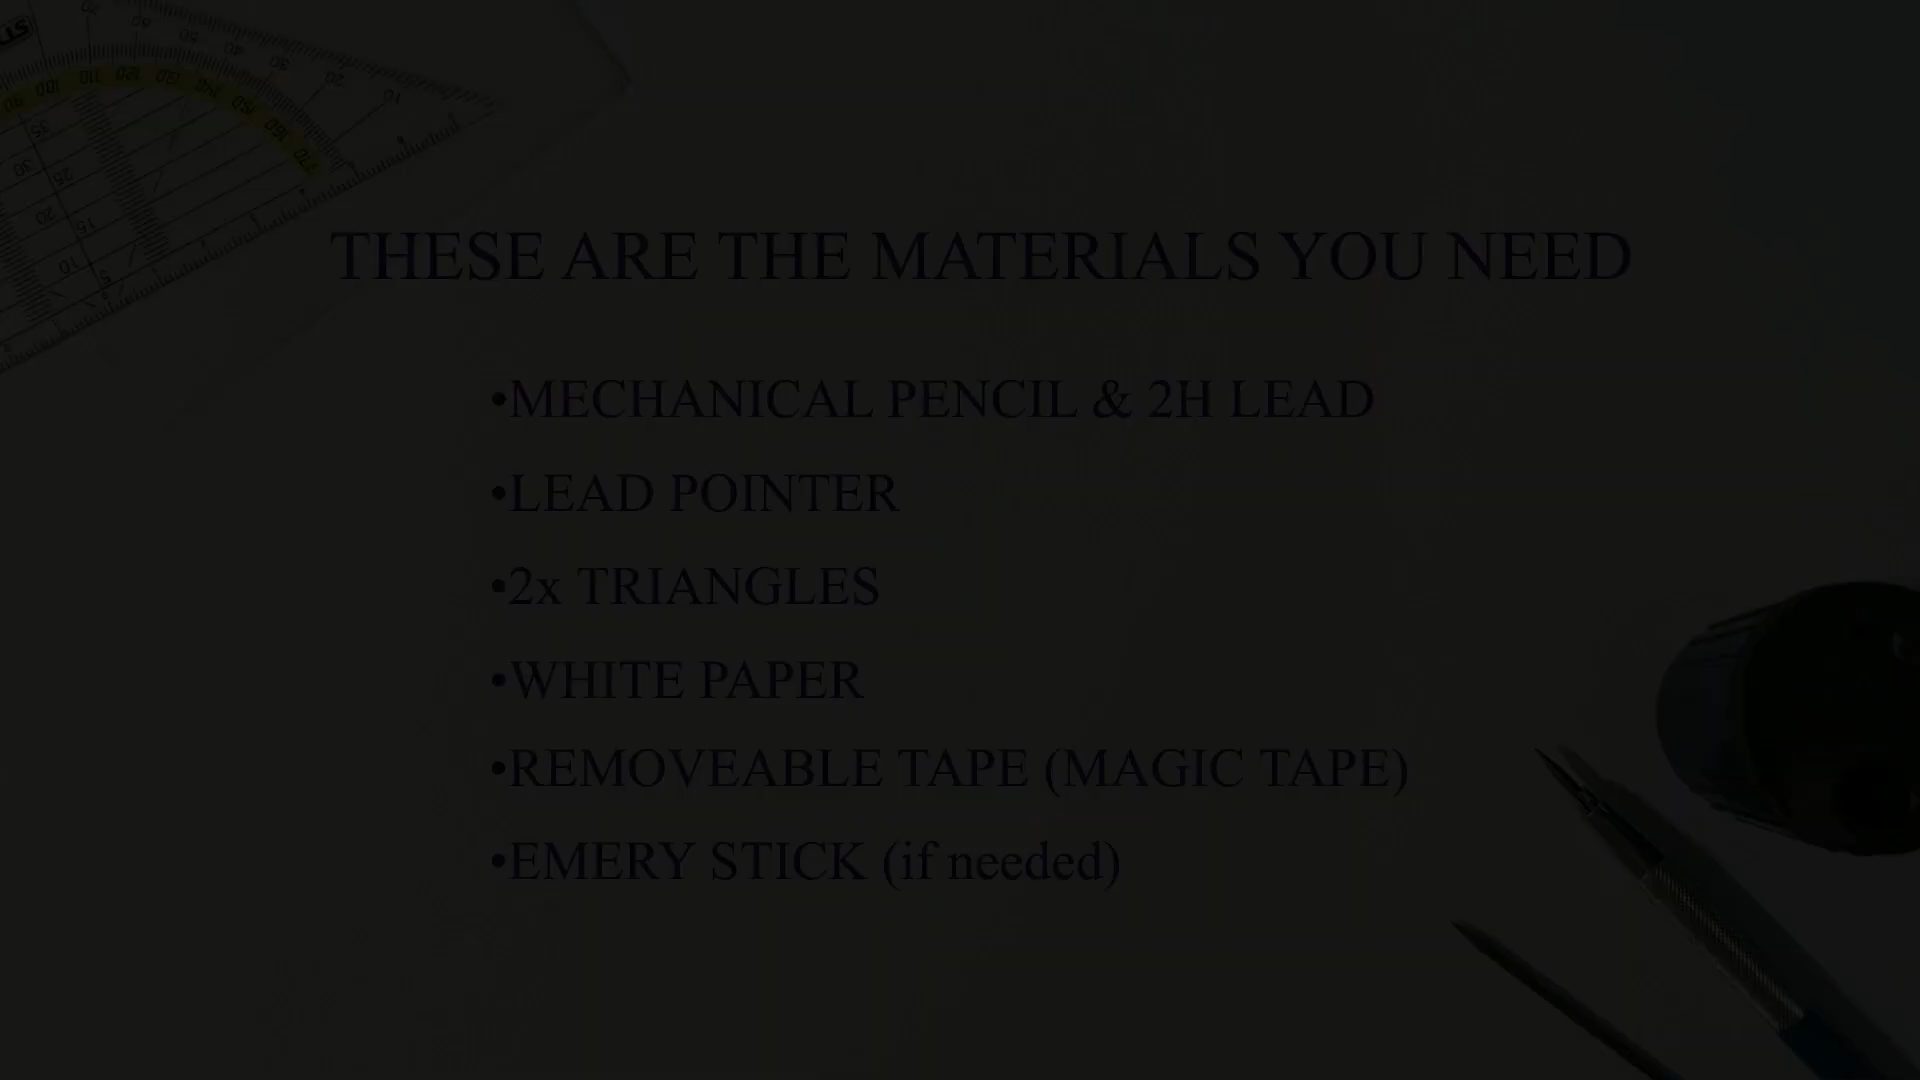 THESE ARE THE MATERIALS YOU NEED
•MECHANICAL PENCIL & 2H LEAD
•LEAD POINTER
•2x TRIANGLES
•WHITE PAPER
•REMOVEABLE TAPE (MAGIC TAPE)
•EMERY STICK (if needed)